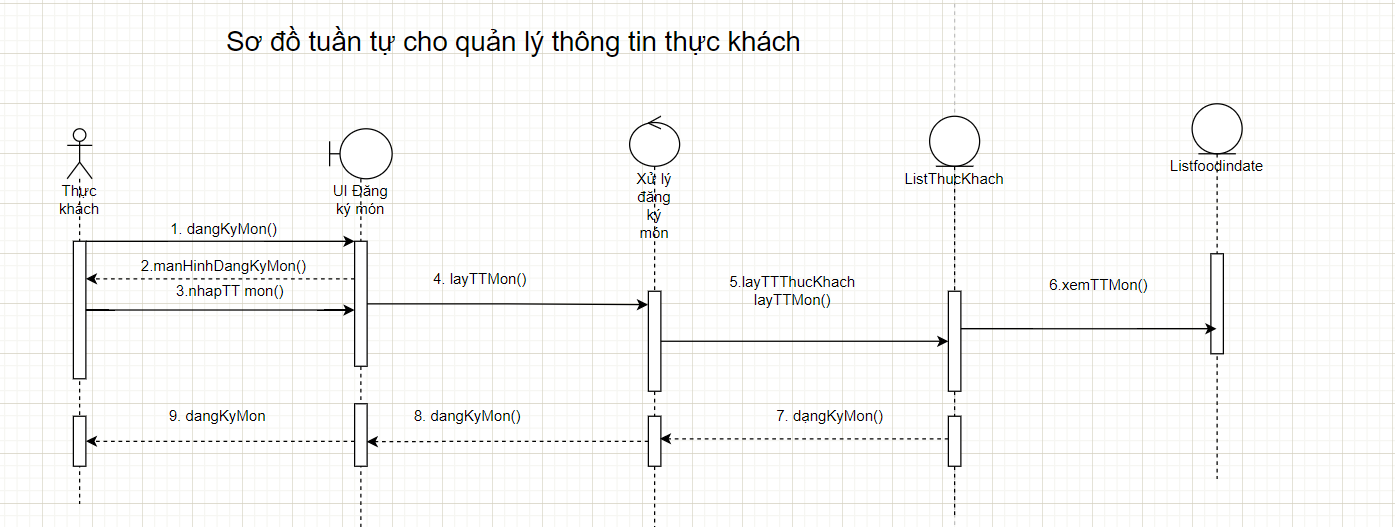 Sơ đồ tuần tự cho quản lý thông tin thực khách
Thực
khách
UI Đăng
ký món
Xử lý
đăng
ký
món
ListThucKhach
Listfoodindate
1. dangKyMon()
2.manHinhDangKyMon()
3.nhapTT mon()
4. layTTMon()
5.layTTThucKhach
layTTMon()
6.xemTTMon()
7. dangKyMon()
8. dangKyMon()
9. dangKyMon